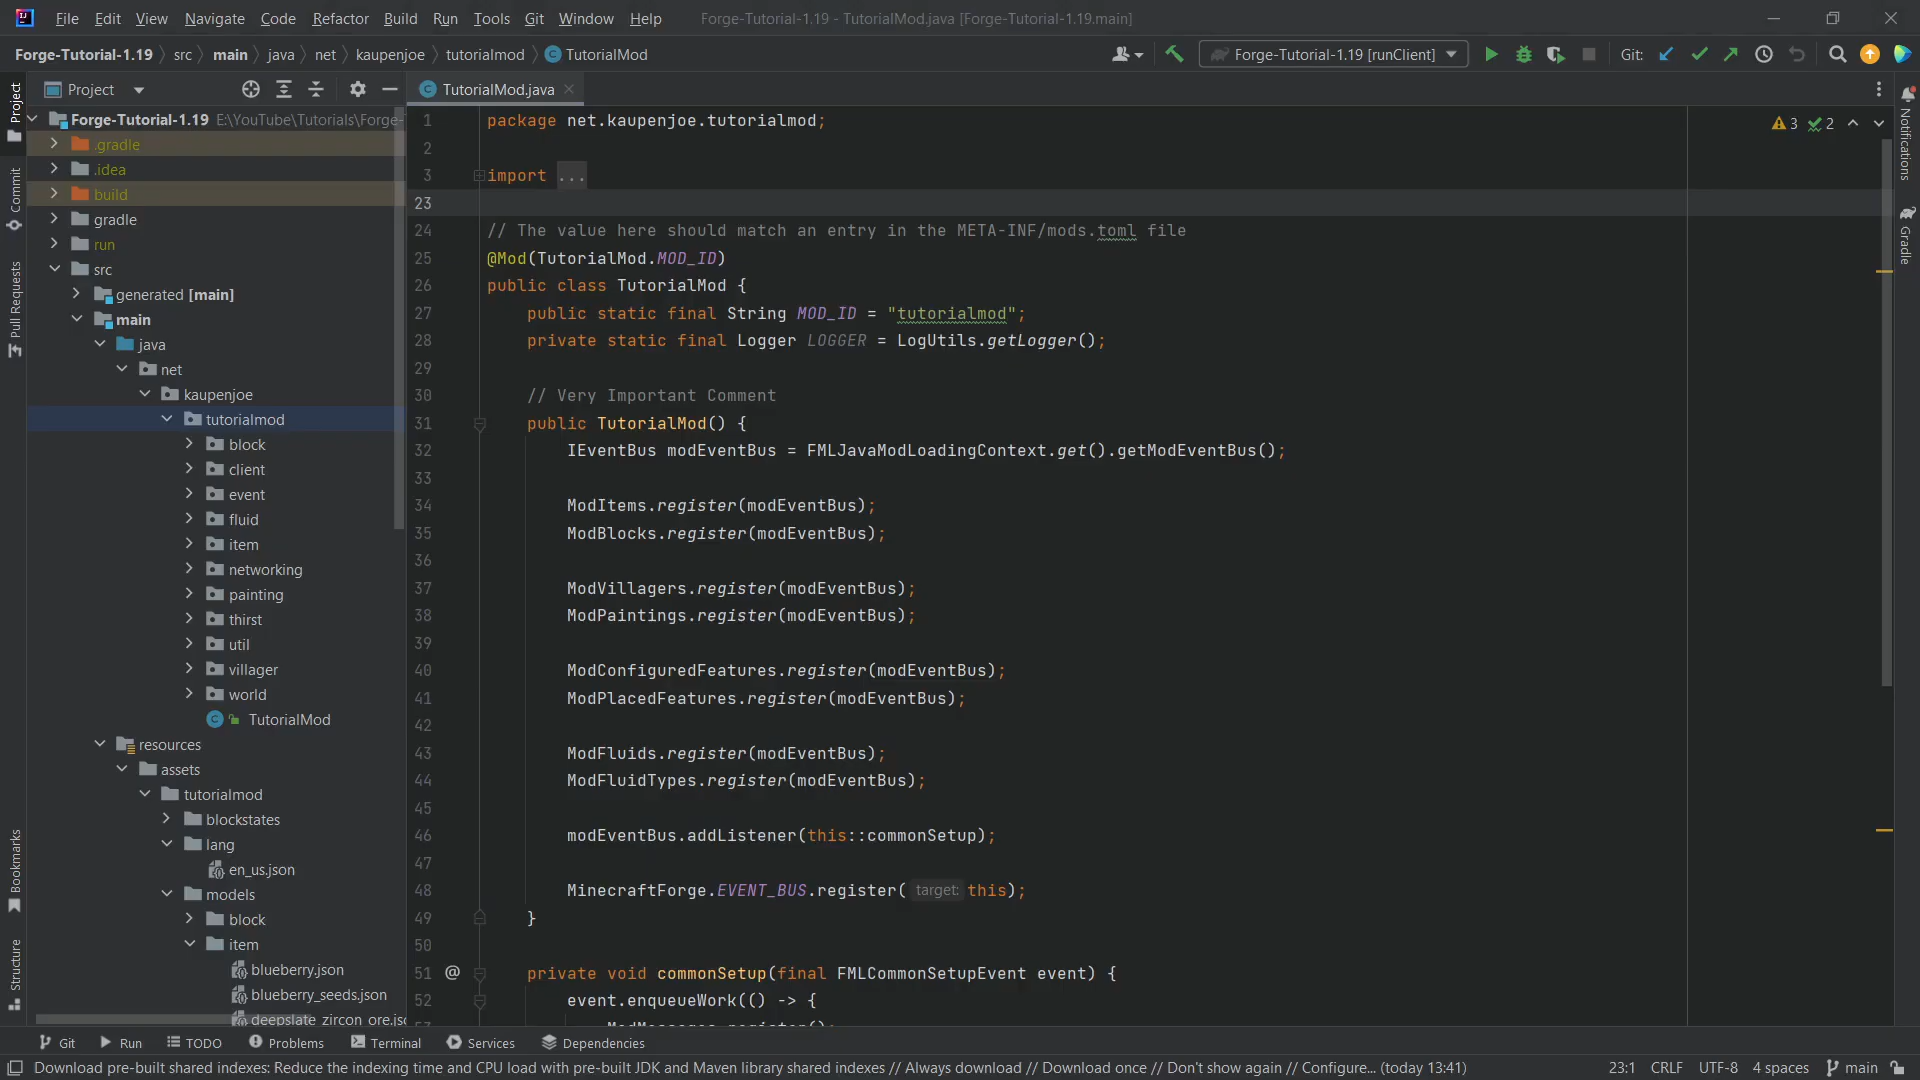 File Edit View Navigate Code Refactor Build Run Tools Git Window Help Forge-Tutorial-1.19 - TutorialMod.java [Forge-Tutorial-1.19.main]
Forge-Tutorial-1.19 src main java net kaupenjoe tutorialmod TutorialMod Forge-Tutorial-1.19 [runClient] Git:
Project
Commit
Pull Requests
Bookmarks
Structure
Project
Forge-Tutorial-1.19 E:\YouTube\Tutorials\Forge-
.gradle
.idea
build
gradle
run
src
generated [main]
main
java
net
kaupenjoe
tutorialmod
block
client
event
fluid
item
networking
painting
thirst
util
villager
world
TutorialMod
resources
assets
tutorialmod
blockstates
lang
en_us.json
models
block
item
blueberry.json
blueberry_seeds.json
deepslate_zircon_ore.jsc
TutorialMod.java
3 2
1 package net.kaupenjoe.tutorialmod;
2
3 import ...
23
24 // The value here should match an entry in the META-INF/mods.toml file
25 @Mod(TutorialMod.MOD_ID)
26 public class TutorialMod {
27 public static final String MOD_ID = "tutorialmod";
28 private static final Logger LOGGER = LogUtils.getLogger();
29
30 // Very Important Comment
31 public TutorialMod() {
32 IEventBus modEventBus = FMLJavaModLoadingContext.get().getModEventBus();
33
34 ModItems.register(modEventBus);
35 ModBlocks.register(modEventBus);
36
37 ModVillagers.register(modEventBus);
38 ModPaintings.register(modEventBus);
39
40 ModConfiguredFeatures.register(modEventBus);
41 ModPlacedFeatures.register(modEventBus);
42
43 ModFluids.register(modEventBus);
44 ModFluidTypes.register(modEventBus);
45
46 modEventBus.addListener(this::commonSetup);
47
48 MinecraftForge.EVENT_BUS.register( target: this);
49 }
50
51 @ private void commonSetup(final FMLCommonSetupEvent event) {
52 event.enqueueWork(() -> {
53 ModMessages.register();
Notifications
Gradle
Git Run TODO Problems Terminal Services Dependencies
Download pre-built shared indexes: Reduce the indexing time and CPU load with pre-built JDK and Maven library shared indexes // Always download // Download once // Don't show again // Configure... (today 13:41) 23:1 CRLF UTF-8 4 spaces main